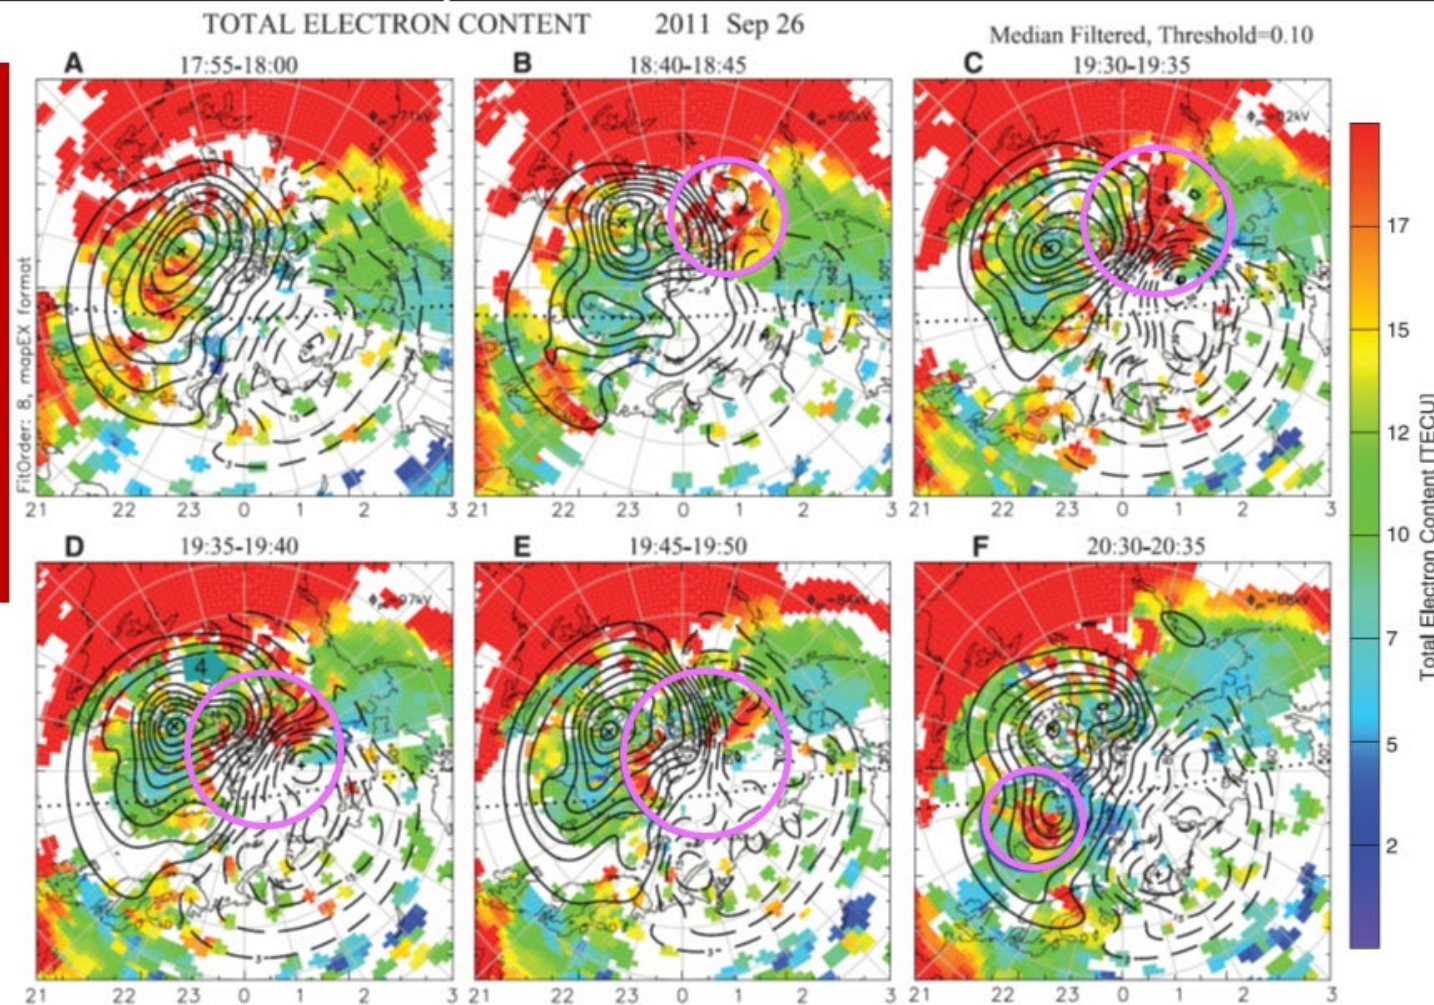 TOTAL ELECTRON CONTENT 2011 Sep 26
Median Filtered, Threshold=0.10
A
17:55-18:00
B
18:40-18:45
C
19:30-19:35
FitOrder: 8, mapEX format
21 22 23 0 1 2 3
21 22 23 0 1 2 3
21 22 23 0 1 2 3
D
19:35-19:40
E
19:45-19:50
F
20:30-20:35
4
21 22 23 0 1 2 3
21 22 23 0 1 2 3
21 22 23 0 1 2 3
17
15
12
10
7
5
2
Total Electron Content [TECU]